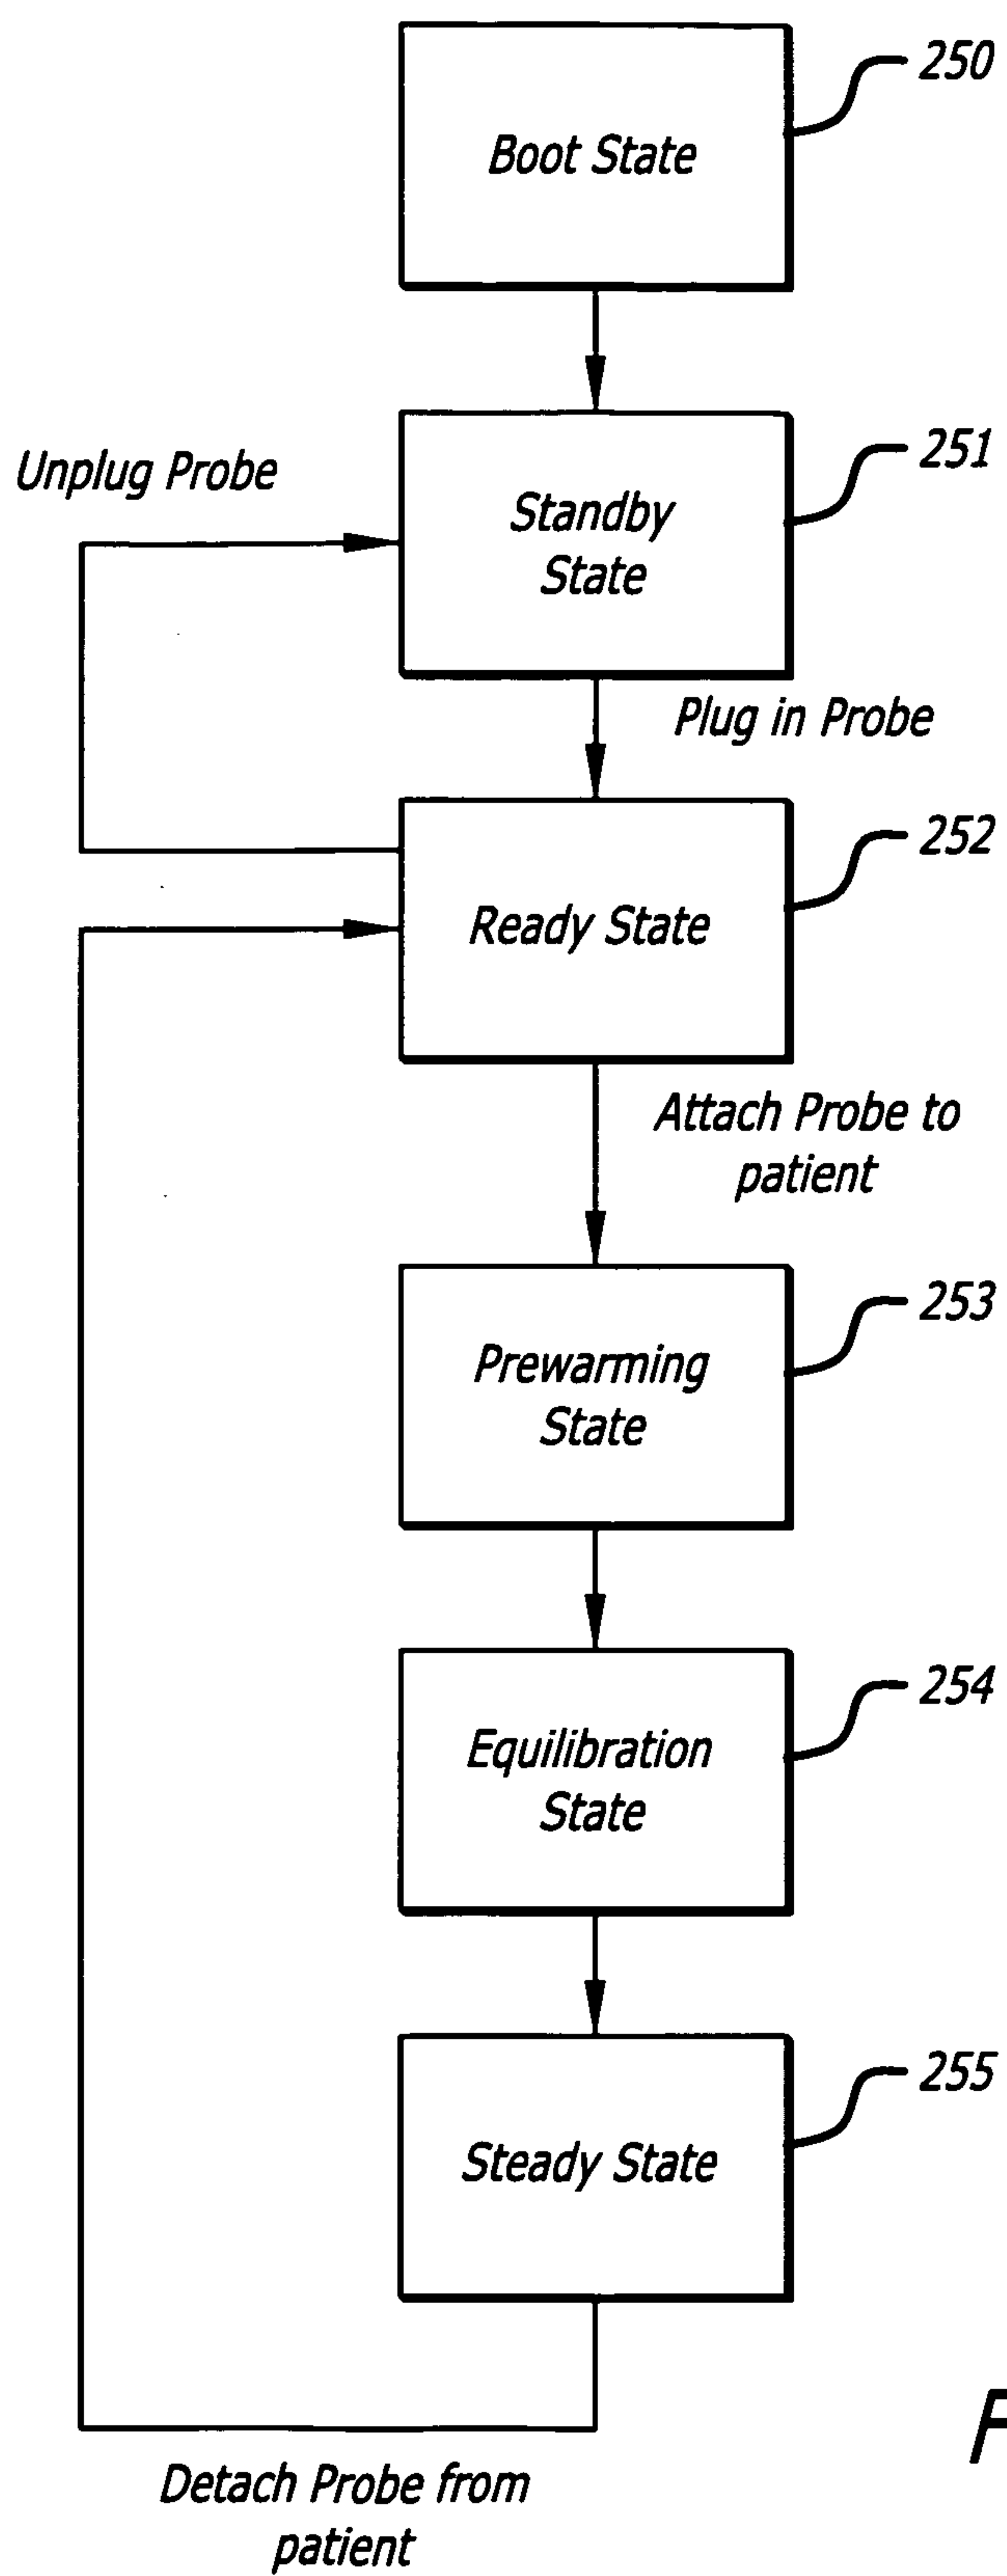 250
Boot State
251
Unplug Probe
Standby
State
Plug in Probe
252
Ready State
Attach Probe to
patient
253
Prewarming
State
254
Equilibration
State
255
Steady State
Detach Probe from
patient